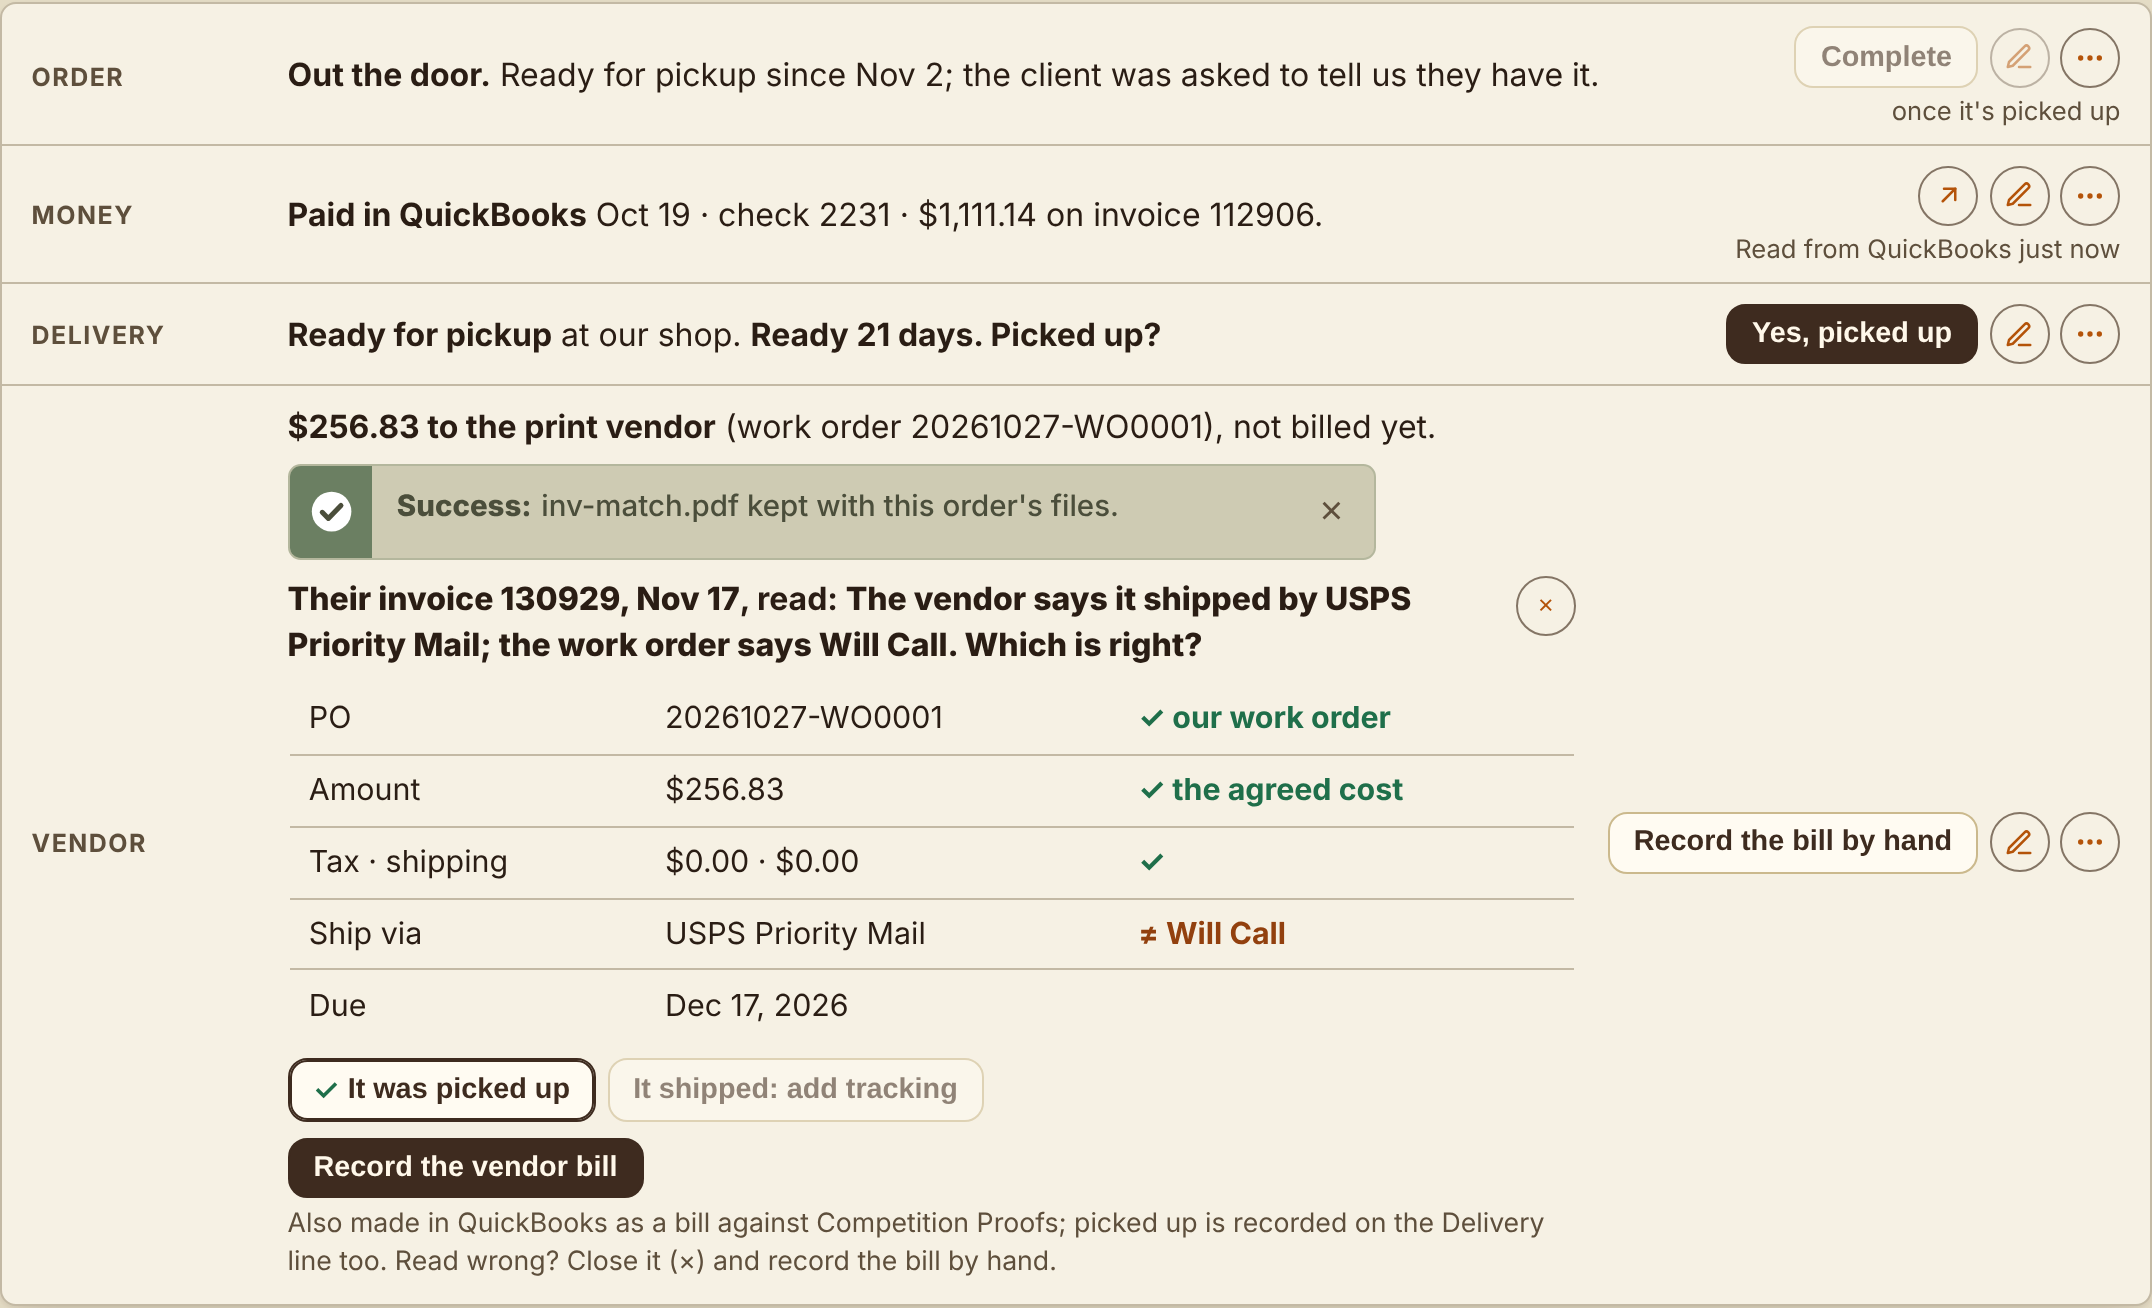 ORDER
Out the door. Ready for pickup since Nov 2; the client was asked to tell us they have it.
Complete
once it's picked up
MONEY
Paid in QuickBooks Oct 19 · check 2231 · $1,111.14 on invoice 112906.
Read from QuickBooks just now
DELIVERY
Ready for pickup at our shop. Ready 21 days. Picked up?
Yes, picked up
VENDOR
$256.83 to the print vendor (work order 20261027-WO0001), not billed yet.
Success: inv-match.pdf kept with this order's files.
Their invoice 130929, Nov 17, read: The vendor says it shipped by USPS
Priority Mail; the work order says Will Call. Which is right?
PO 20261027-WO0001 ✓ our work order
Amount $256.83 ✓ the agreed cost
Tax · shipping $0.00 · $0.00 ✓
Ship via USPS Priority Mail ≠ Will Call
Due Dec 17, 2026
✓ It was picked up
It shipped: add tracking
Record the vendor bill
Also made in QuickBooks as a bill against Competition Proofs; picked up is recorded on the Delivery
line too. Read wrong? Close it (×) and record the bill by hand.
Record the bill by hand